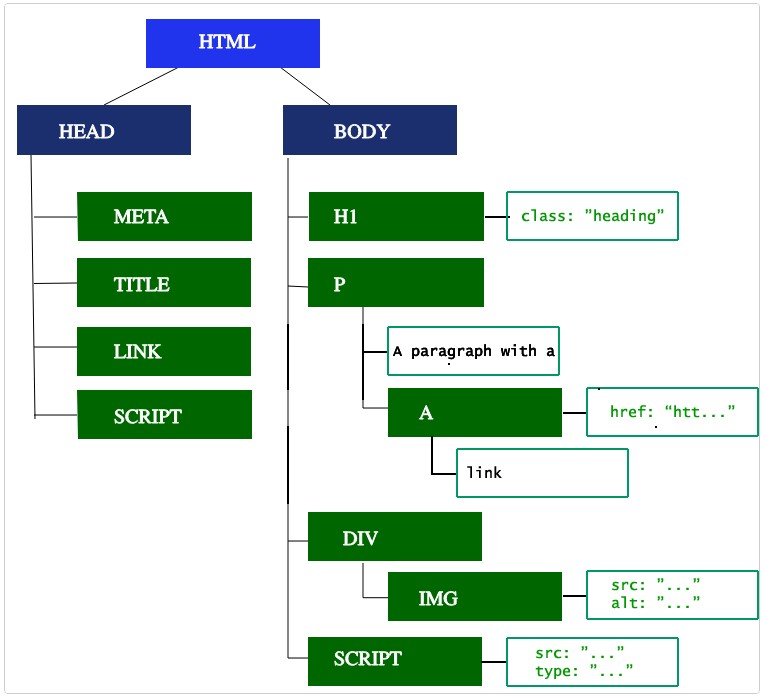 HTML
HEAD
BODY
META
H1
class: ”heading”
TITLE
P
LINK
A paragraph with a
SCRIPT
A
href: “htt...”
link
DIV
IMG
src: ”...”
alt: ”...”
SCRIPT
src: ”...”
type: ”...”